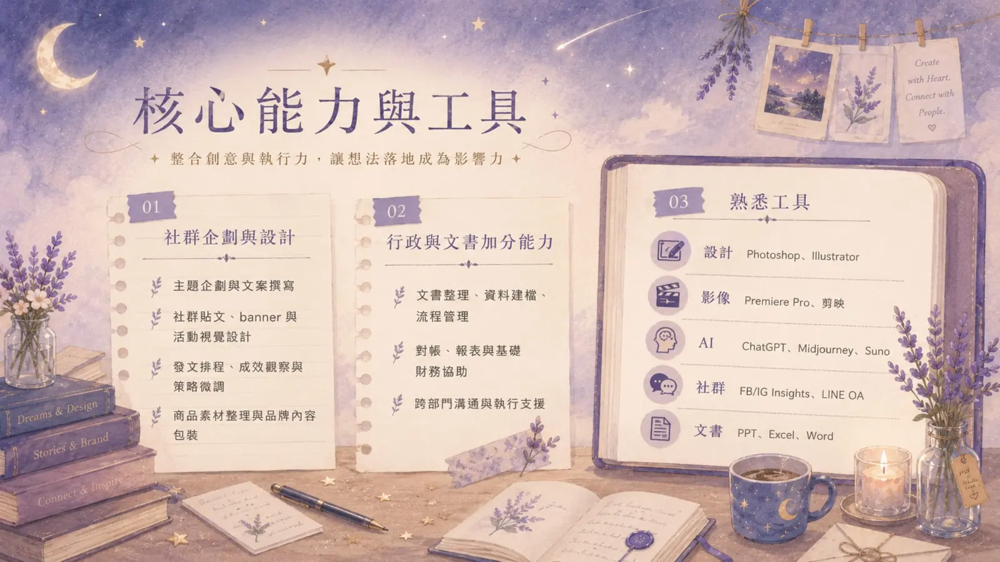 核心能力與工具
整合創意與執行力，讓想法落地成為影響力
Create
with Heart.
Connect with
People.
01
社群企劃與設計
主題企劃與文案撰寫
社群貼文、banner 與
活動視覺設計
發文排程、成效觀察與
策略微調
商品素材整理與品牌內容
包裝
02
行政與文書加分能力
文書整理、資料建檔、
流程管理
對帳、報表與基礎
財務協助
跨部門溝通與執行支援
03
熟悉工具
設計 Photoshop、Illustrator
影像 Premiere Pro、剪映
AI ChatGPT、Midjourney、Suno
社群 FB/IG Insights、LINE OA
文書 PPT、Excel、Word
Dreams & Design
Stories & Brand
Connect & Inspire